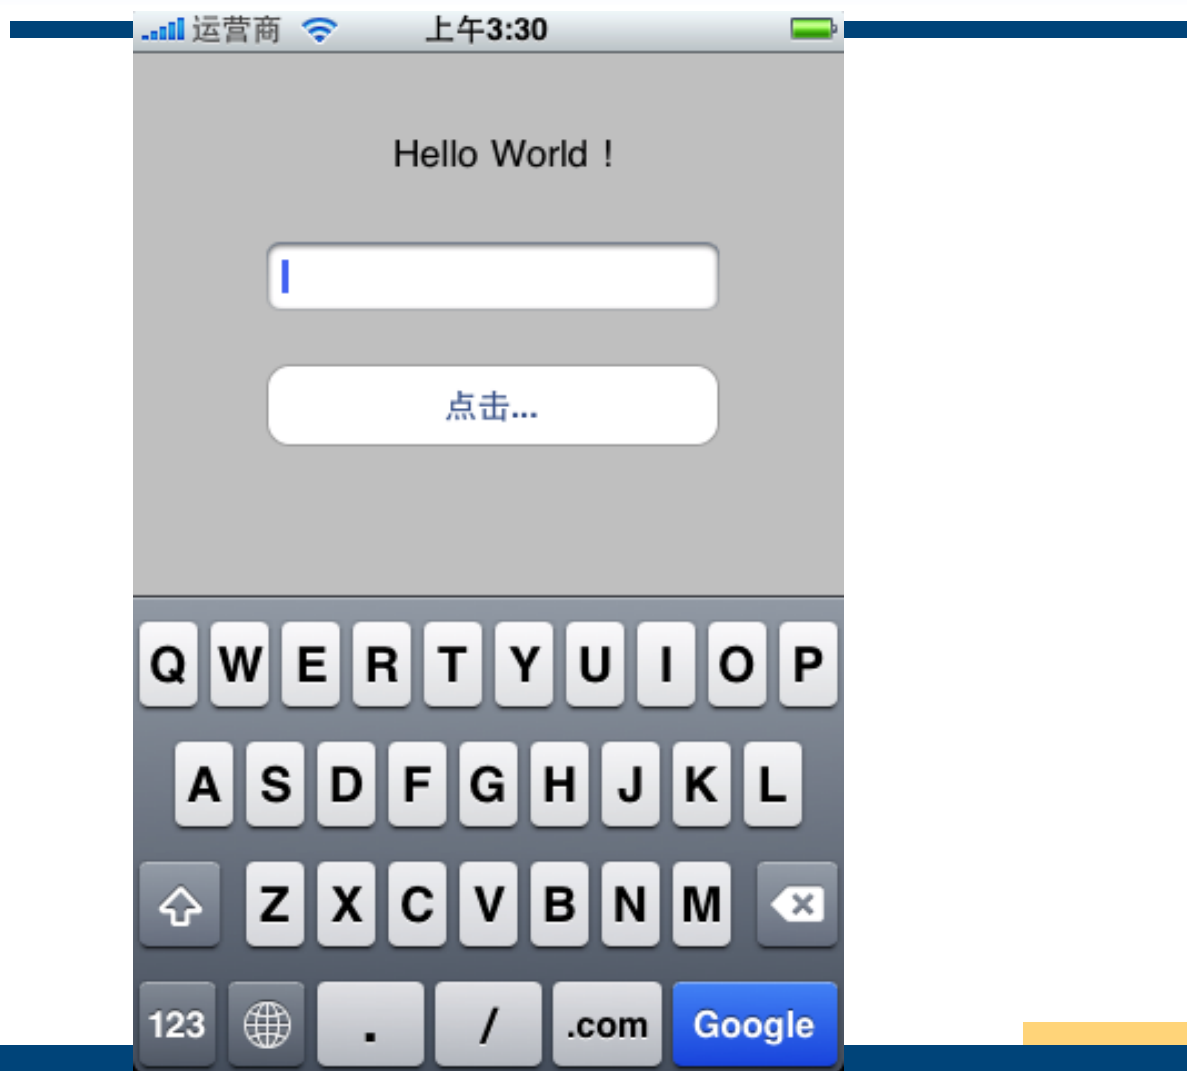 运营商 上午3:30
Hello World !
点击...
Q W E R T Y U I O P
A S D F G H J K L
Z X C V B N M
123 . / .com Google